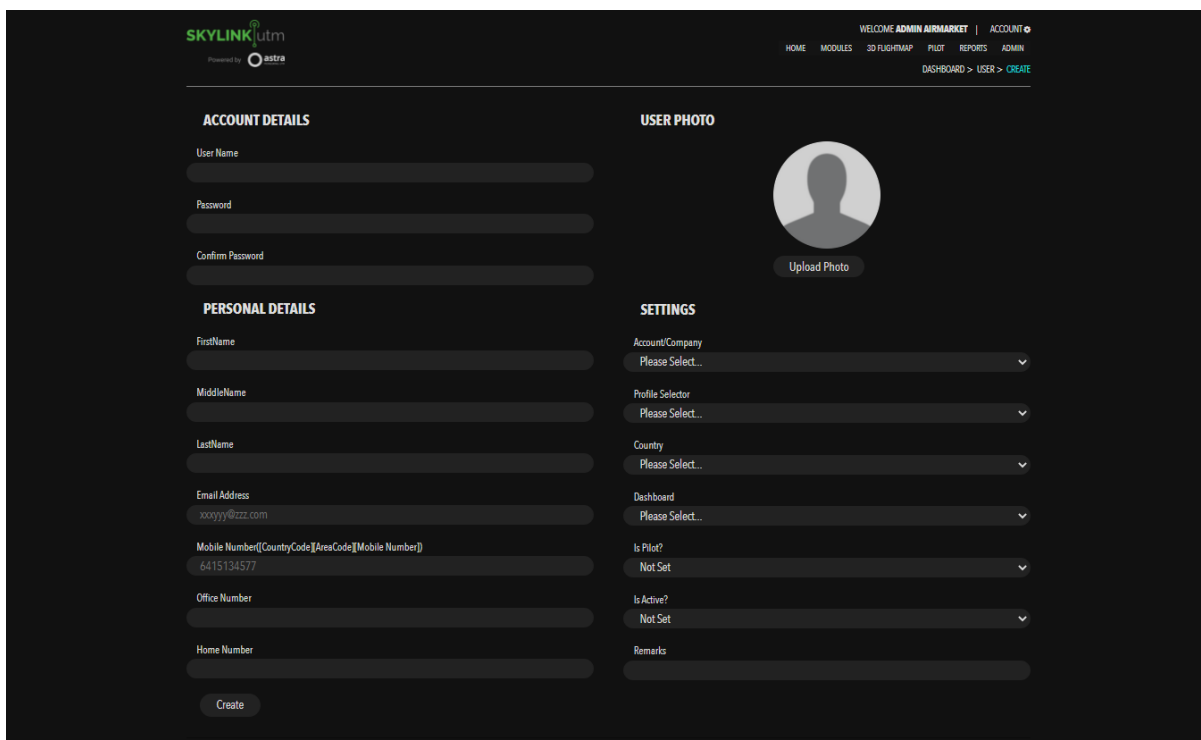 SKYLINK utm
Powered by astra
WELCOME ADMIN AIRMARKET | ACCOUNT
HOME MODULES 3D FLIGHTMAP PILOT REPORTS ADMIN
DASHBOARD > USER > CREATE
ACCOUNT DETAILS
User Name
Password
Confirm Password
USER PHOTO
Upload Photo
PERSONAL DETAILS
FirstName
MiddleName
LastName
Email Address
xxxyyy@zzz.com
Mobile Number([CountryCode][AreaCode][Mobile Number])
6415134577
Office Number
Home Number
Create
SETTINGS
Account/Company
Please Select...
Profile Selector
Please Select...
Country
Please Select...
Dashboard
Please Select...
Is Pilot?
Not Set
Is Active?
Not Set
Remarks